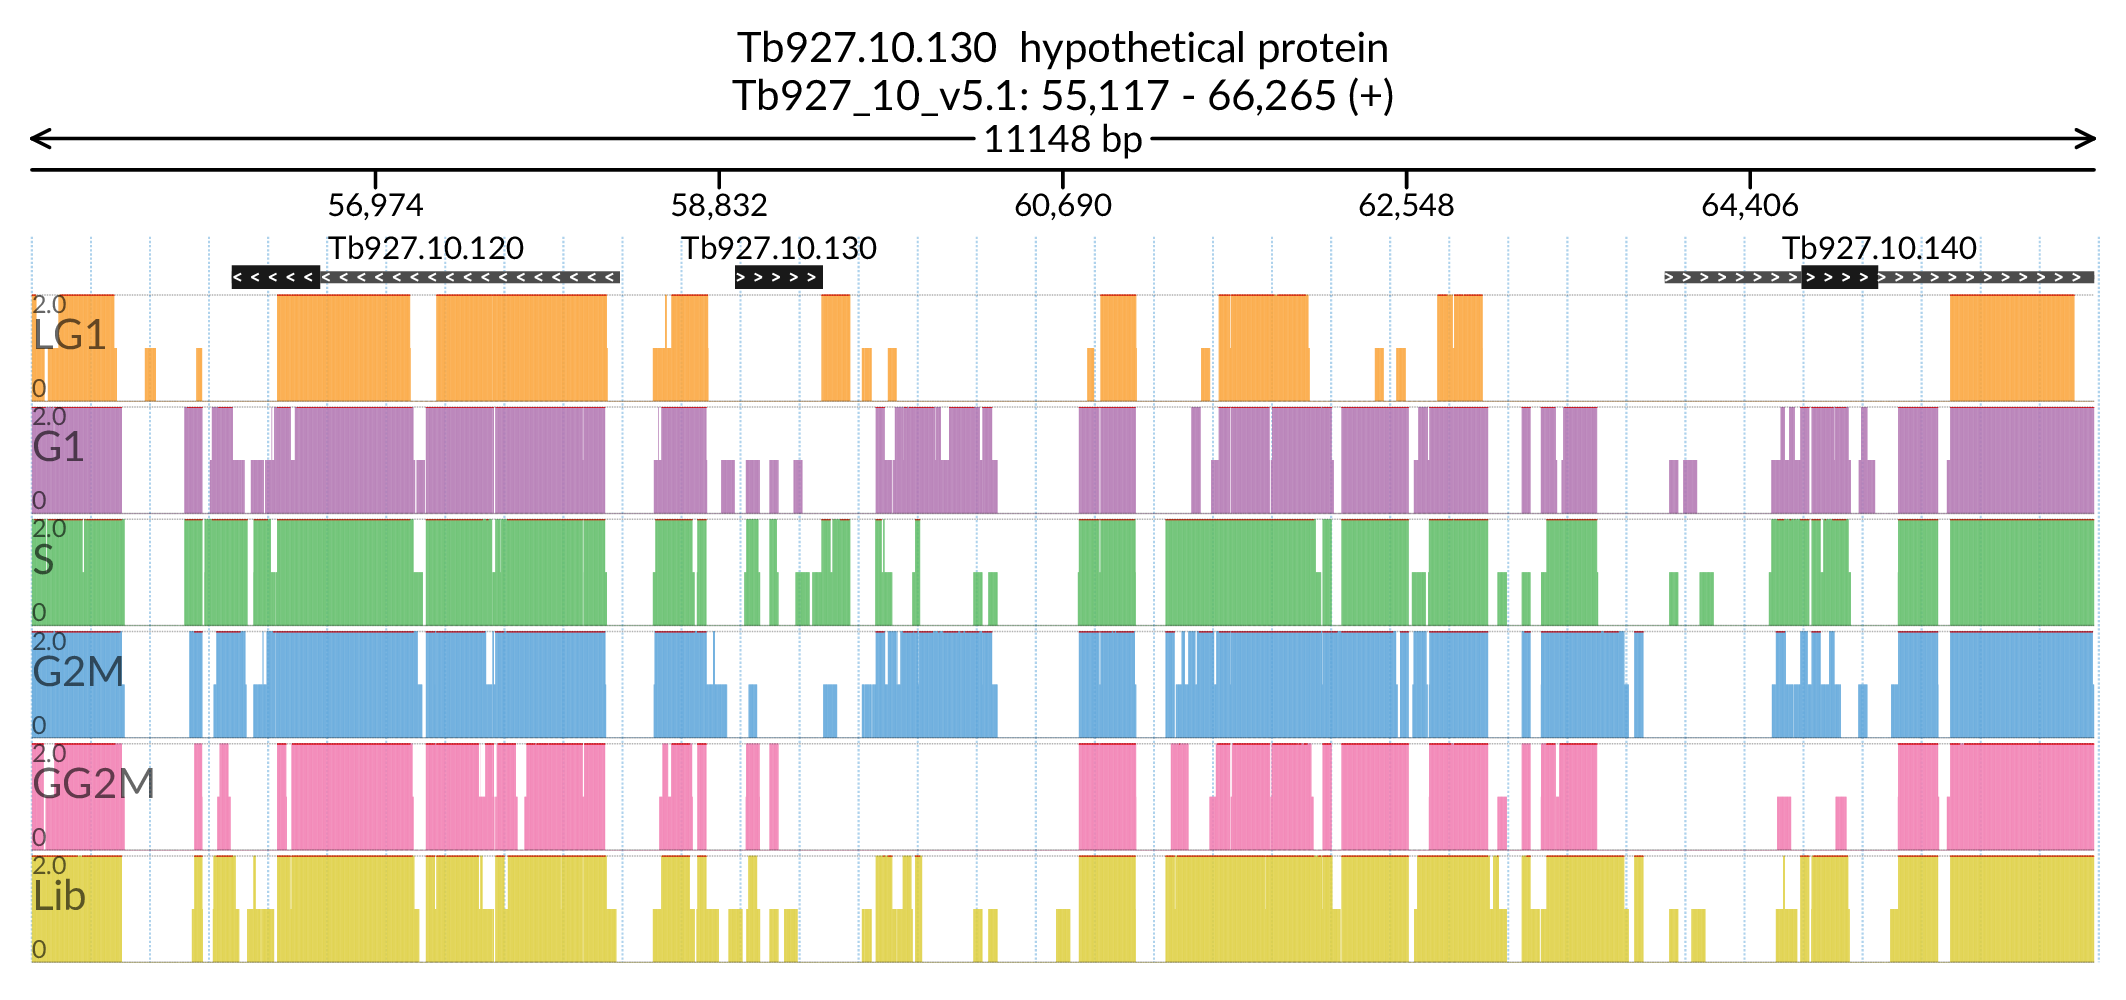 Tb927.10.130  hypothetical protein
Tb927_10_v5.1: 55,117 - 66,265 (+)
11148 bp
56,974 58,832 60,690 62,548 64,406
Tb927.10.120 Tb927.10.130 Tb927.10.140
2.0
LG1
0
2.0
G1
0
2.0
S
0
2.0
G2M
0
2.0
GG2M
0
2.0
Lib
0